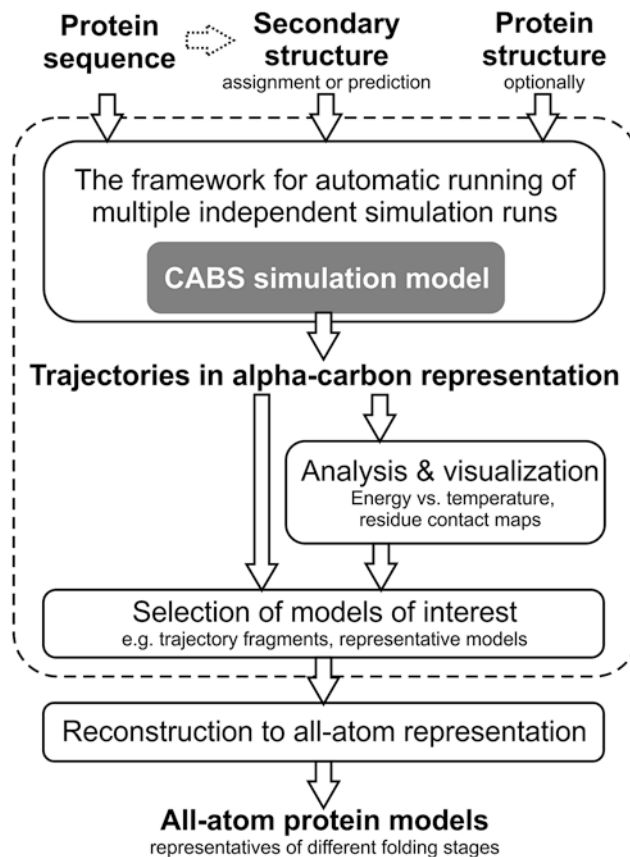 Protein
sequence
Secondary
structure
assignment or prediction
Protein
structure
optionally
The framework for automatic running of
multiple independent simulation runs
CABS simulation model
Trajectories in alpha-carbon representation
Analysis & visualization
Energy vs. temperature,
residue contact maps
Selection of models of interest
e.g. trajectory fragments, representative models
Reconstruction to all-atom representation
All-atom protein models
representatives of different folding stages